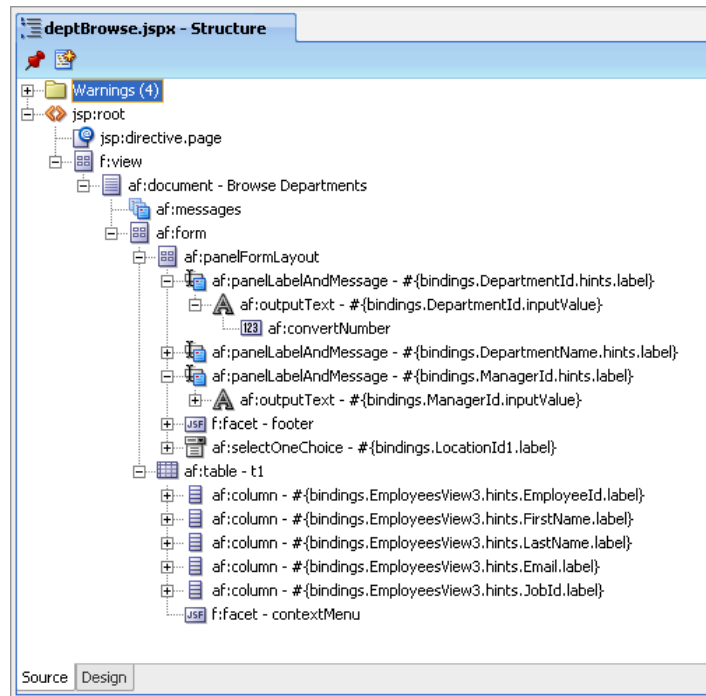 deptBrowse.jspx - Structure
Warnings (4)
jsp:root
jsp:directive.page
f:view
af:document - Browse Departments
af:messages
af:form
af:panelFormLayout
af:panelLabelAndMessage - #{bindings.DepartmentId.hints.label}
af:outputText - #{bindings.DepartmentId.inputValue}
123 af:convertNumber
af:panelLabelAndMessage - #{bindings.DepartmentName.hints.label}
af:panelLabelAndMessage - #{bindings.ManagerId.hints.label}
A af:outputText - #{bindings.ManagerId.inputValue}
JSF f:facet - footer
af:selectOneChoice - #{bindings.LocationId1.label}
af:table - t1
af:column - #{bindings.EmployeesView3.hints.EmployeeId.label}
af:column - #{bindings.EmployeesView3.hints.FirstName.label}
af:column - #{bindings.EmployeesView3.hints.LastName.label}
af:column - #{bindings.EmployeesView3.hints.Email.label}
af:column - #{bindings.EmployeesView3.hints.JobId.label}
JSF f:facet - contextMenu
Source Design